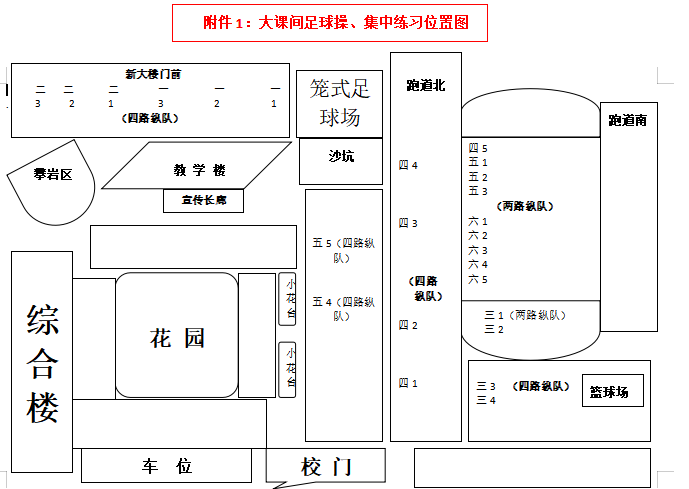 附件 1：大课间足球操、集中练习位置图
新大楼门前
二 二 二 一 一 一
3 2 1 3 2 1
（四路纵队）
笼式足
球场
跑道北
跑道南
沙坑
攀岩区
教 学 楼
宣传长廊
四 4
四 3
（四路
纵队）
四 2
四 1
四 5
五 1
五 2
五 3
（两路纵队）
六 1
六 2
六 3
六 4
六 5
五 5（四路纵
队）
五 4（四路纵
队）
三 1（两路纵队）
三 2
三 3 （四路纵队）
三 4
篮球场
综
合
楼
花 园
小
花
台
小
花
台
车 位
校 门